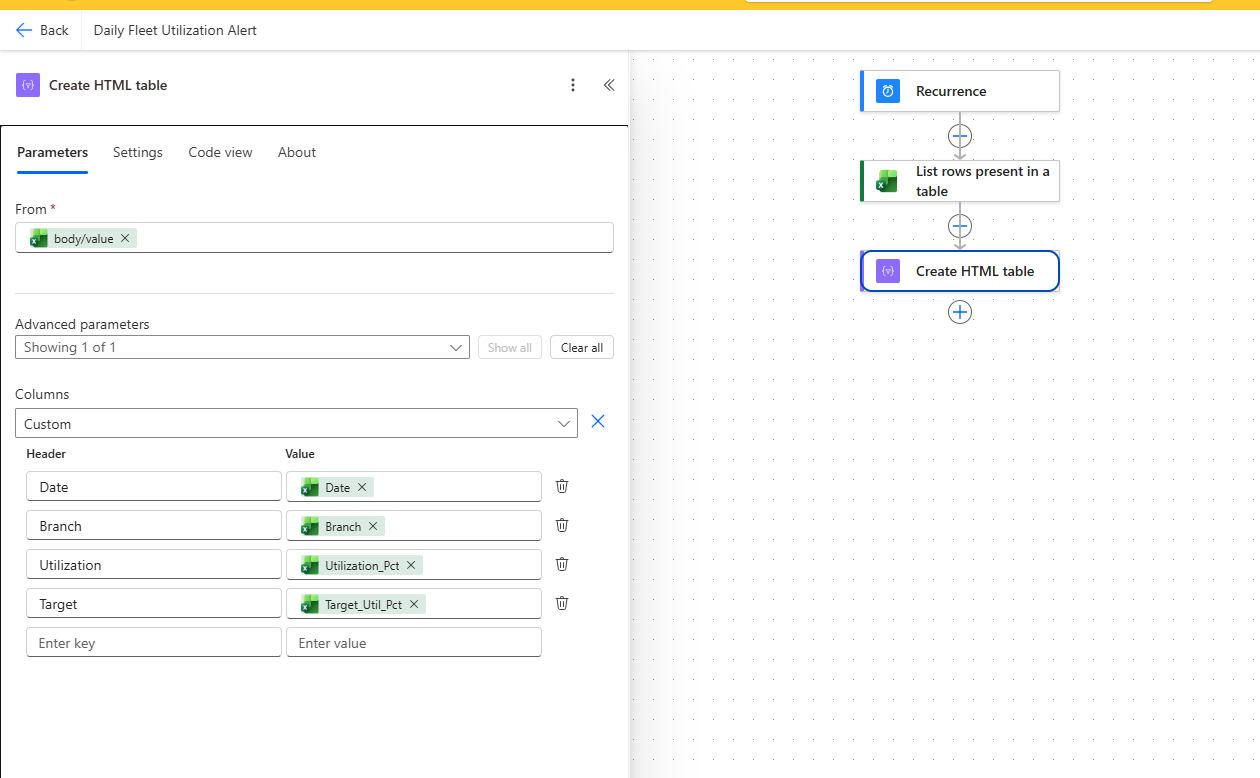 Back
Daily Fleet Utilization Alert
Create HTML table
Parameters
Settings
Code view
About
From *
body/value
Advanced parameters
Showing 1 of 1
Show all
Clear all
Columns
Custom
Header
Value
Date
Date
Branch
Branch
Utilization
Utilization_Pct
Target
Target_Util_Pct
Enter key
Enter value
Recurrence
List rows present in a
table
Create HTML table